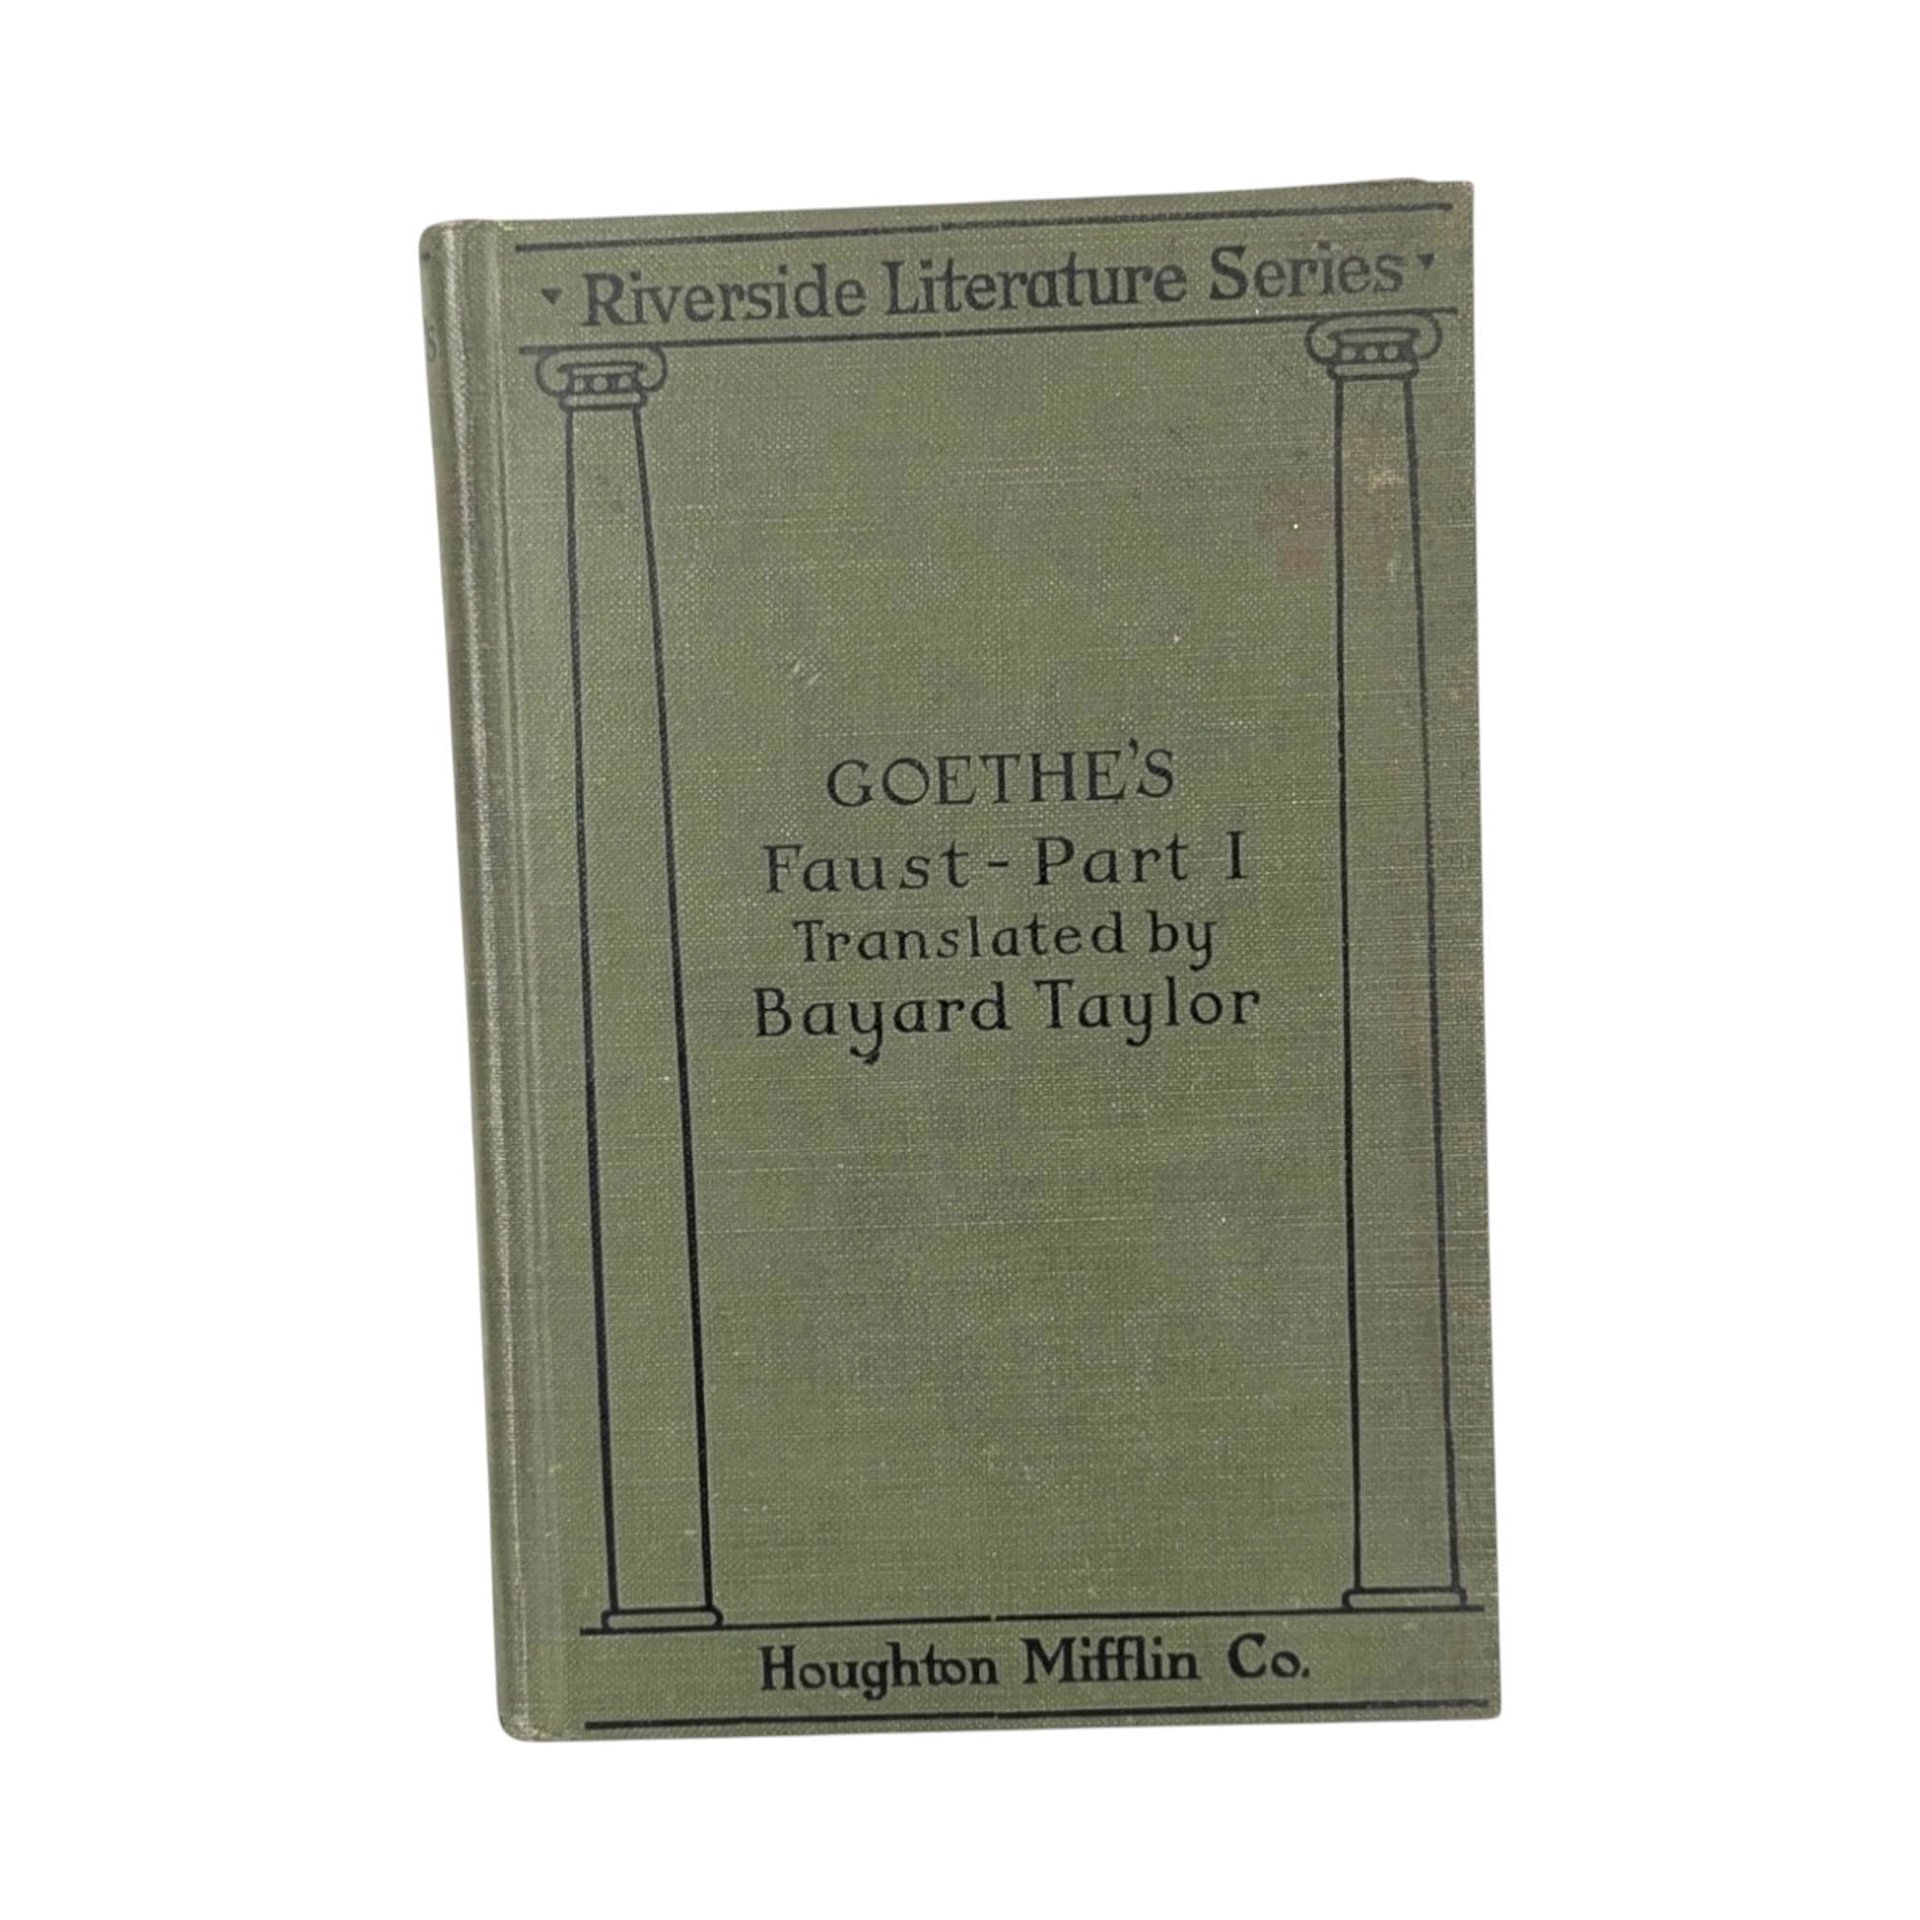 Riverside Literature Series
GOETHE'S
Faust - Part I
Translated by
Bayard Taylor
Houghton Mifflin Co.